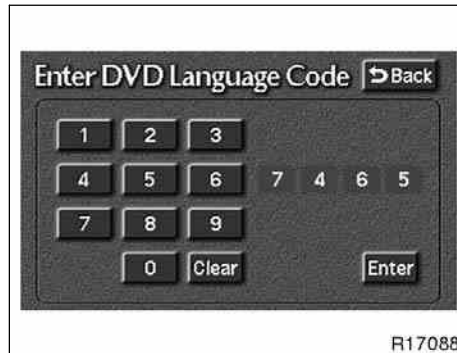 Enter DVD Language Code Back
1 2 3
4 5 6 7 4 6 5
7 8 9
0 Clear Enter
R17088